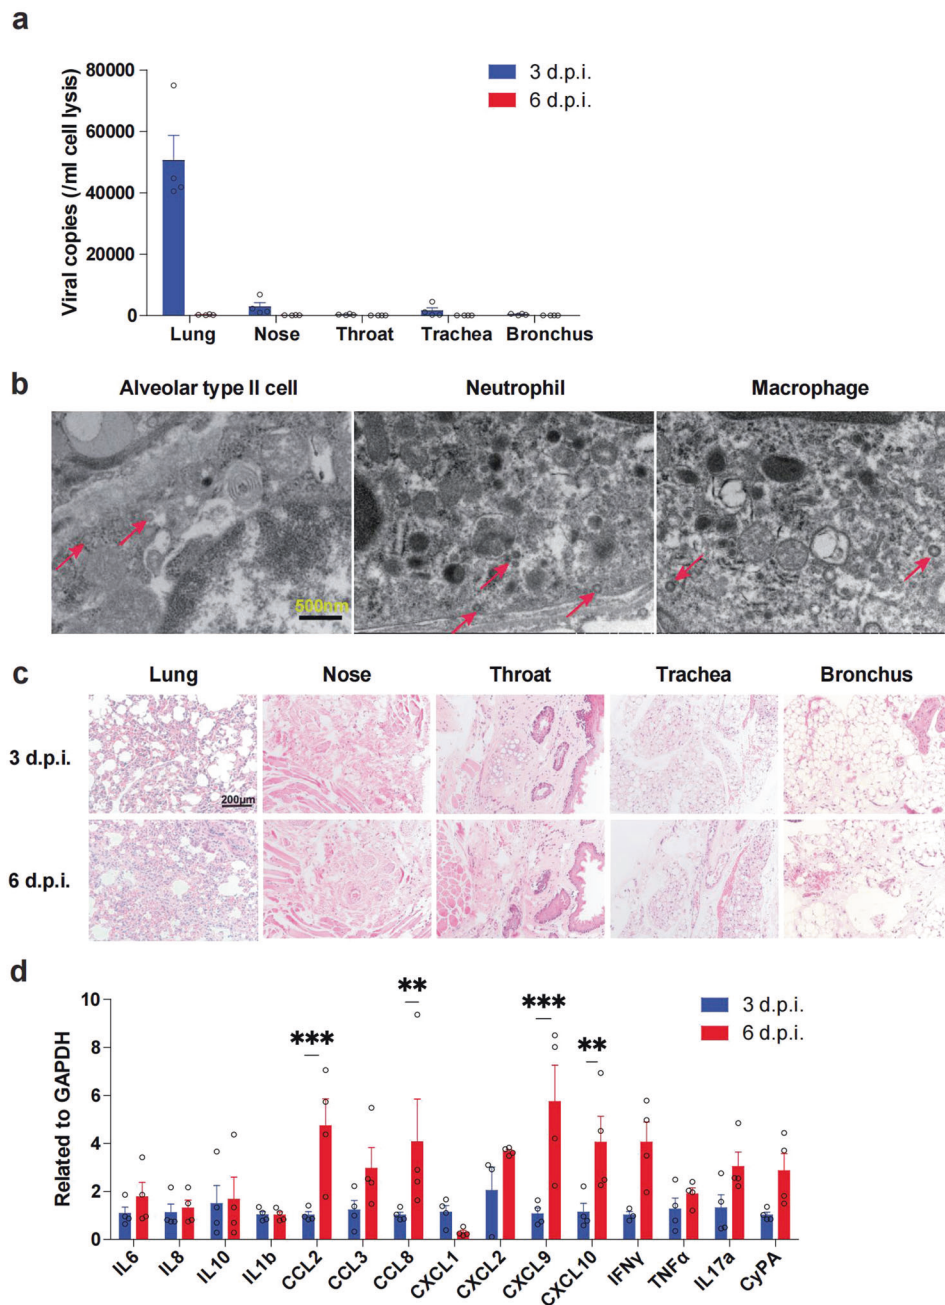 a
3 d.p.i.
6 d.p.i.
Viral copies (/ml cell lysis)
80000
60000
40000
20000
0
Lung Nose Throat Trachea Bronchus
b
Alveolar type II cell Neutrophil Macrophage
500nm
c
Lung Nose Throat Trachea Bronchus
3 d.p.i.
200μm
6 d.p.i.
d
3 d.p.i.
6 d.p.i.
Related to GAPDH
10
8
6
4
2
0
*** ** *** **
IL6 IL8 IL10 IL1b CCL2 CCL3 CCL8 CXCL1 CXCL2 CXCL9 CXCL10 IFNγ TNFα IL17a CyPA